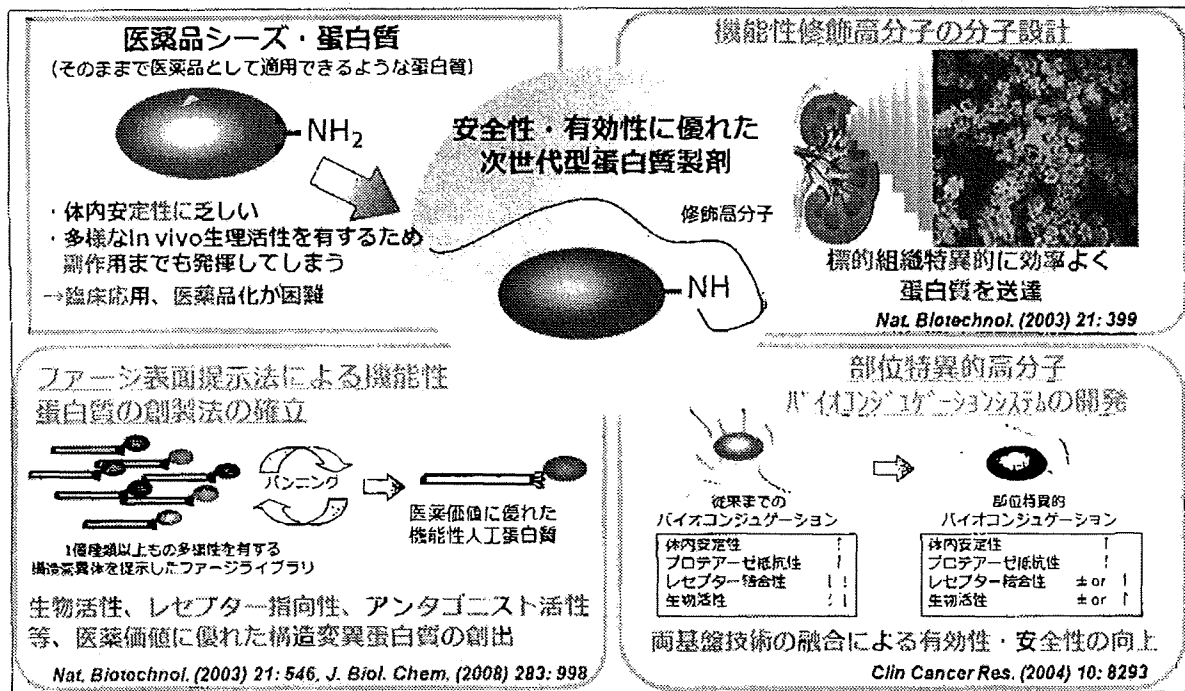 医薬品シーズ・蛋白質
(そのままで医薬品として適用できるような蛋白質)
NH2
・体内安定性に乏しい
・多様なIn vivo生理活性を有するため
副作用までも発揮してしまう
→臨床応用、医薬品化が困難
安全性・有効性に優れた
次世代型蛋白質製剤
修飾高分子
NH
機能性修飾高分子の分子設計
標的組織特異的に効率よく
蛋白質を送達
Nat. Biotechnol. (2003) 21: 399
ファージ表面提示法による機能性
蛋白質の創製法の確立
パンニング
医薬価値に優れた
機能性人工蛋白質
1億種類以上もの多様性を有する
構造変異体を提示したファージライブラリ
生物活性、レセプター指向性、アンタゴニスト活性
等、医薬価値に優れた構造変異蛋白質の創出
Nat. Biotechnol. (2003) 21: 546, J. Biol. Chem. (2008) 283: 998
部位特異的高分子
バイオコンジュゲーションシステムの開発
従来までの
バイオコンジュゲーション
体内安定性 ↑
プロテアーゼ抵抗性 ↑
レセプター結合性
生物活性
部位特異的
バイオコンジュゲーション
体内安定性 ↑
プロテアーゼ抵抗性 ↑
レセプター結合性 ± or ↑
生物活性 ± or ↑
両基盤技術の融合による有効性・安全性の向上
Clin Cancer Res. (2004) 10: 8293